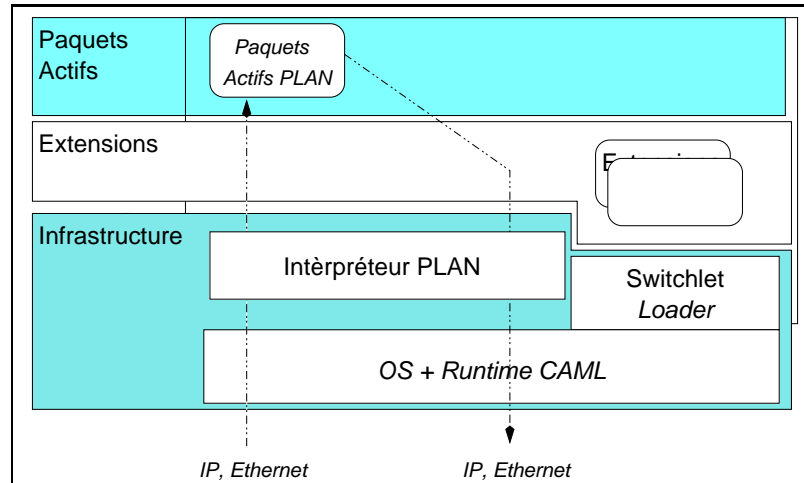 Paquets
Actifs
Paquets
Actifs PLAN
Extensions
Infrastructure
Intèrpréteur PLAN
Switchlet
Loader
OS + Runtime CAML
IP, Ethernet
IP, Ethernet